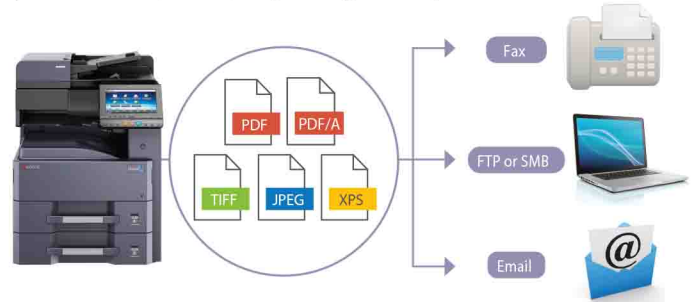 PDF
PDF/A
TIFF
JPEG
XPS
Fax
FTP or SMB
Email
@